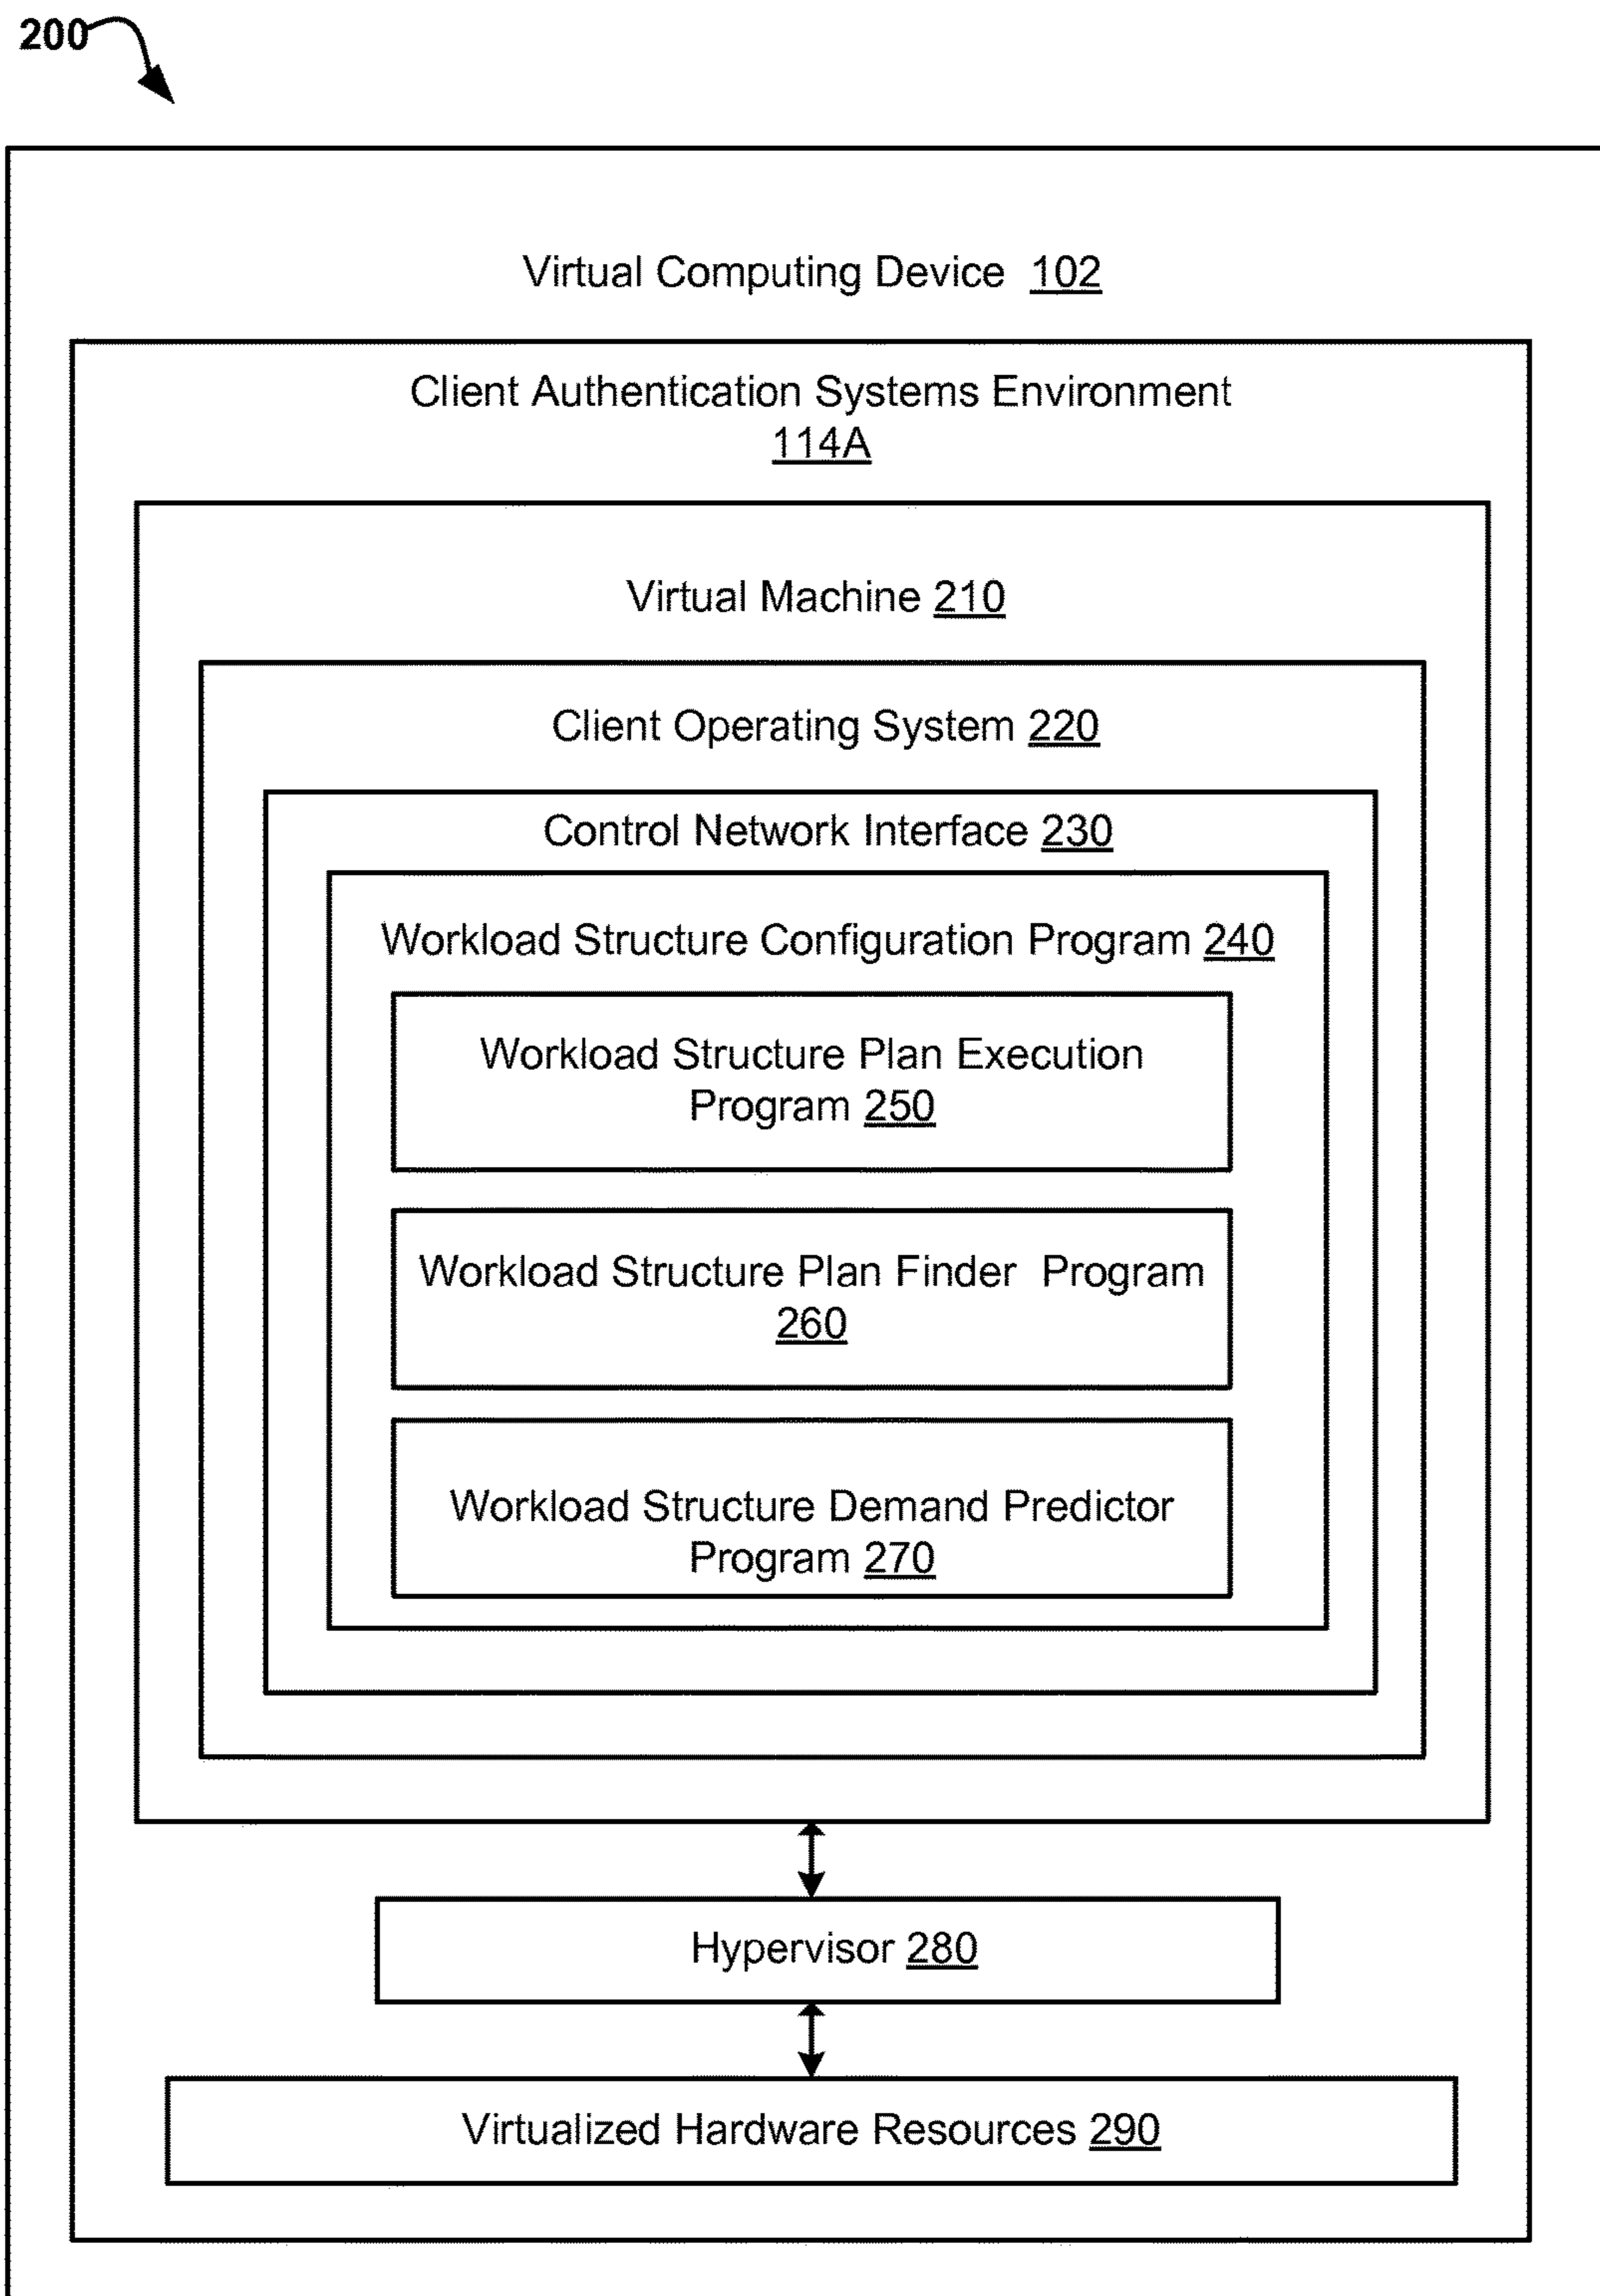 200
Virtual Computing Device 102
Client Authentication Systems Environment
114A
Virtual Machine 210
Client Operating System 220
Control Network Interface 230
Workload Structure Configuration Program 240
Workload Structure Plan Execution
Program 250
Workload Structure Plan Finder Program
260
Workload Structure Demand Predictor
Program 270
Hypervisor 280
Virtualized Hardware Resources 290